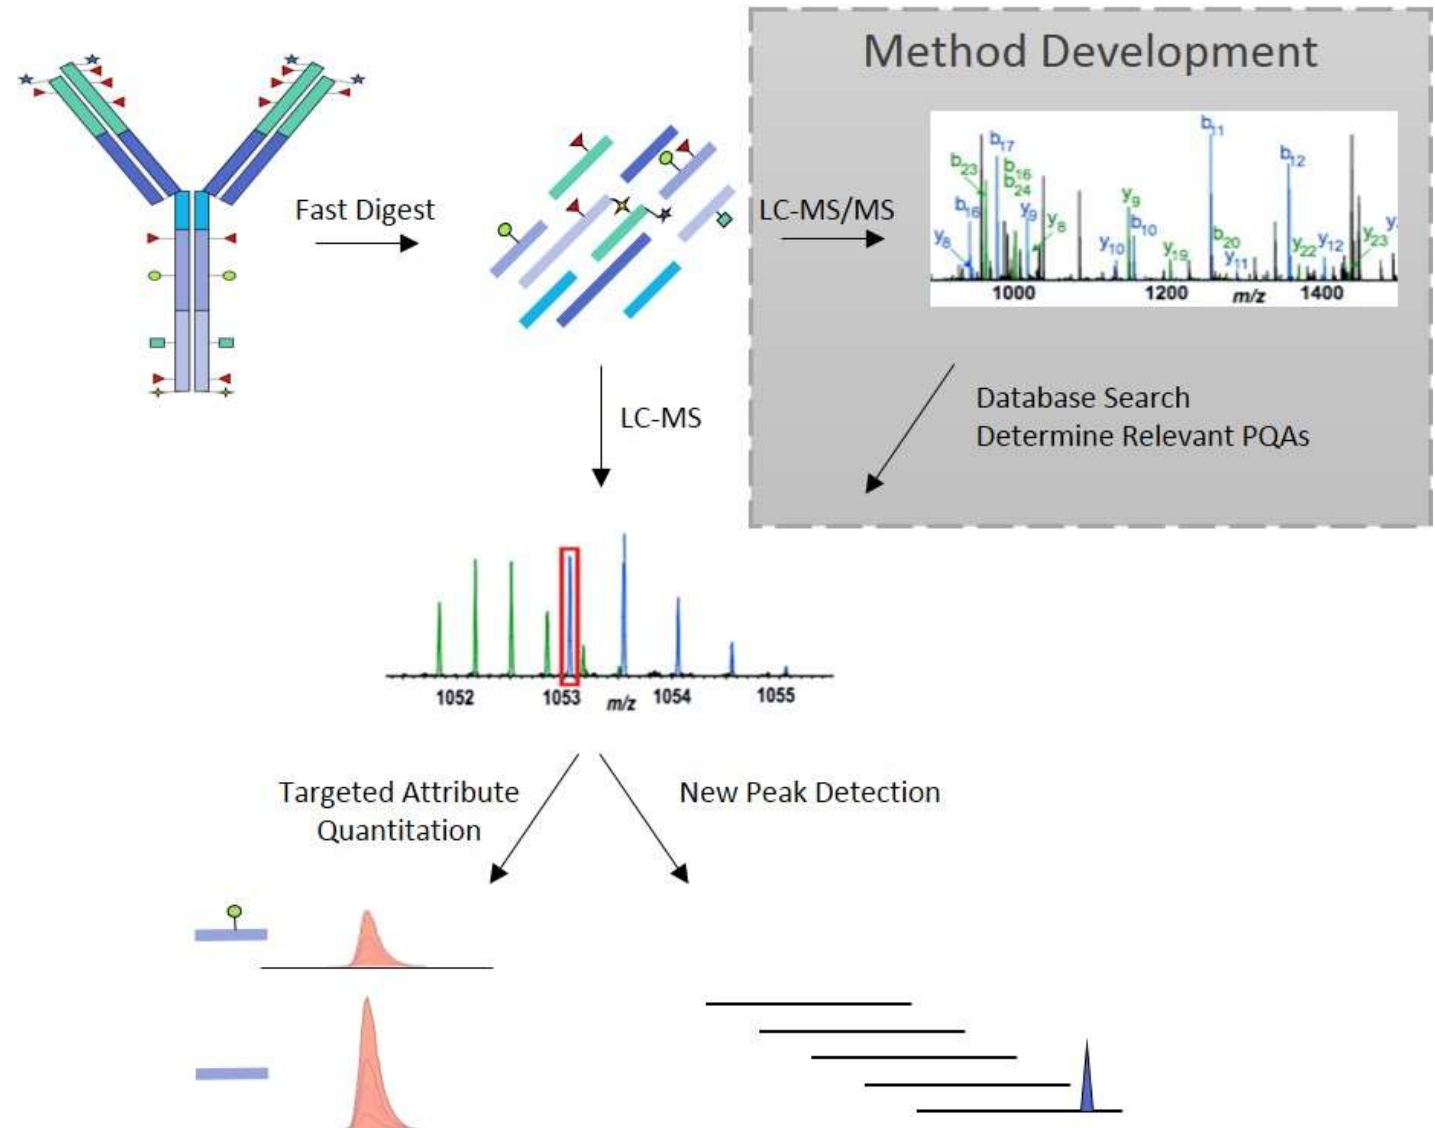 Method Development
Fast Digest
LC-MS/MS
b23
b17
b16
b24
b16
y9
y8
y8
y9
b10
y10
y19
b11
b20
y11
b12
y22
y12
y23
1000
1200
m/z
1400
Database Search
Determine Relevant PQAs
LC-MS
1052
1053
m/z
1054
1055
Targeted Attribute
Quantitation
New Peak Detection